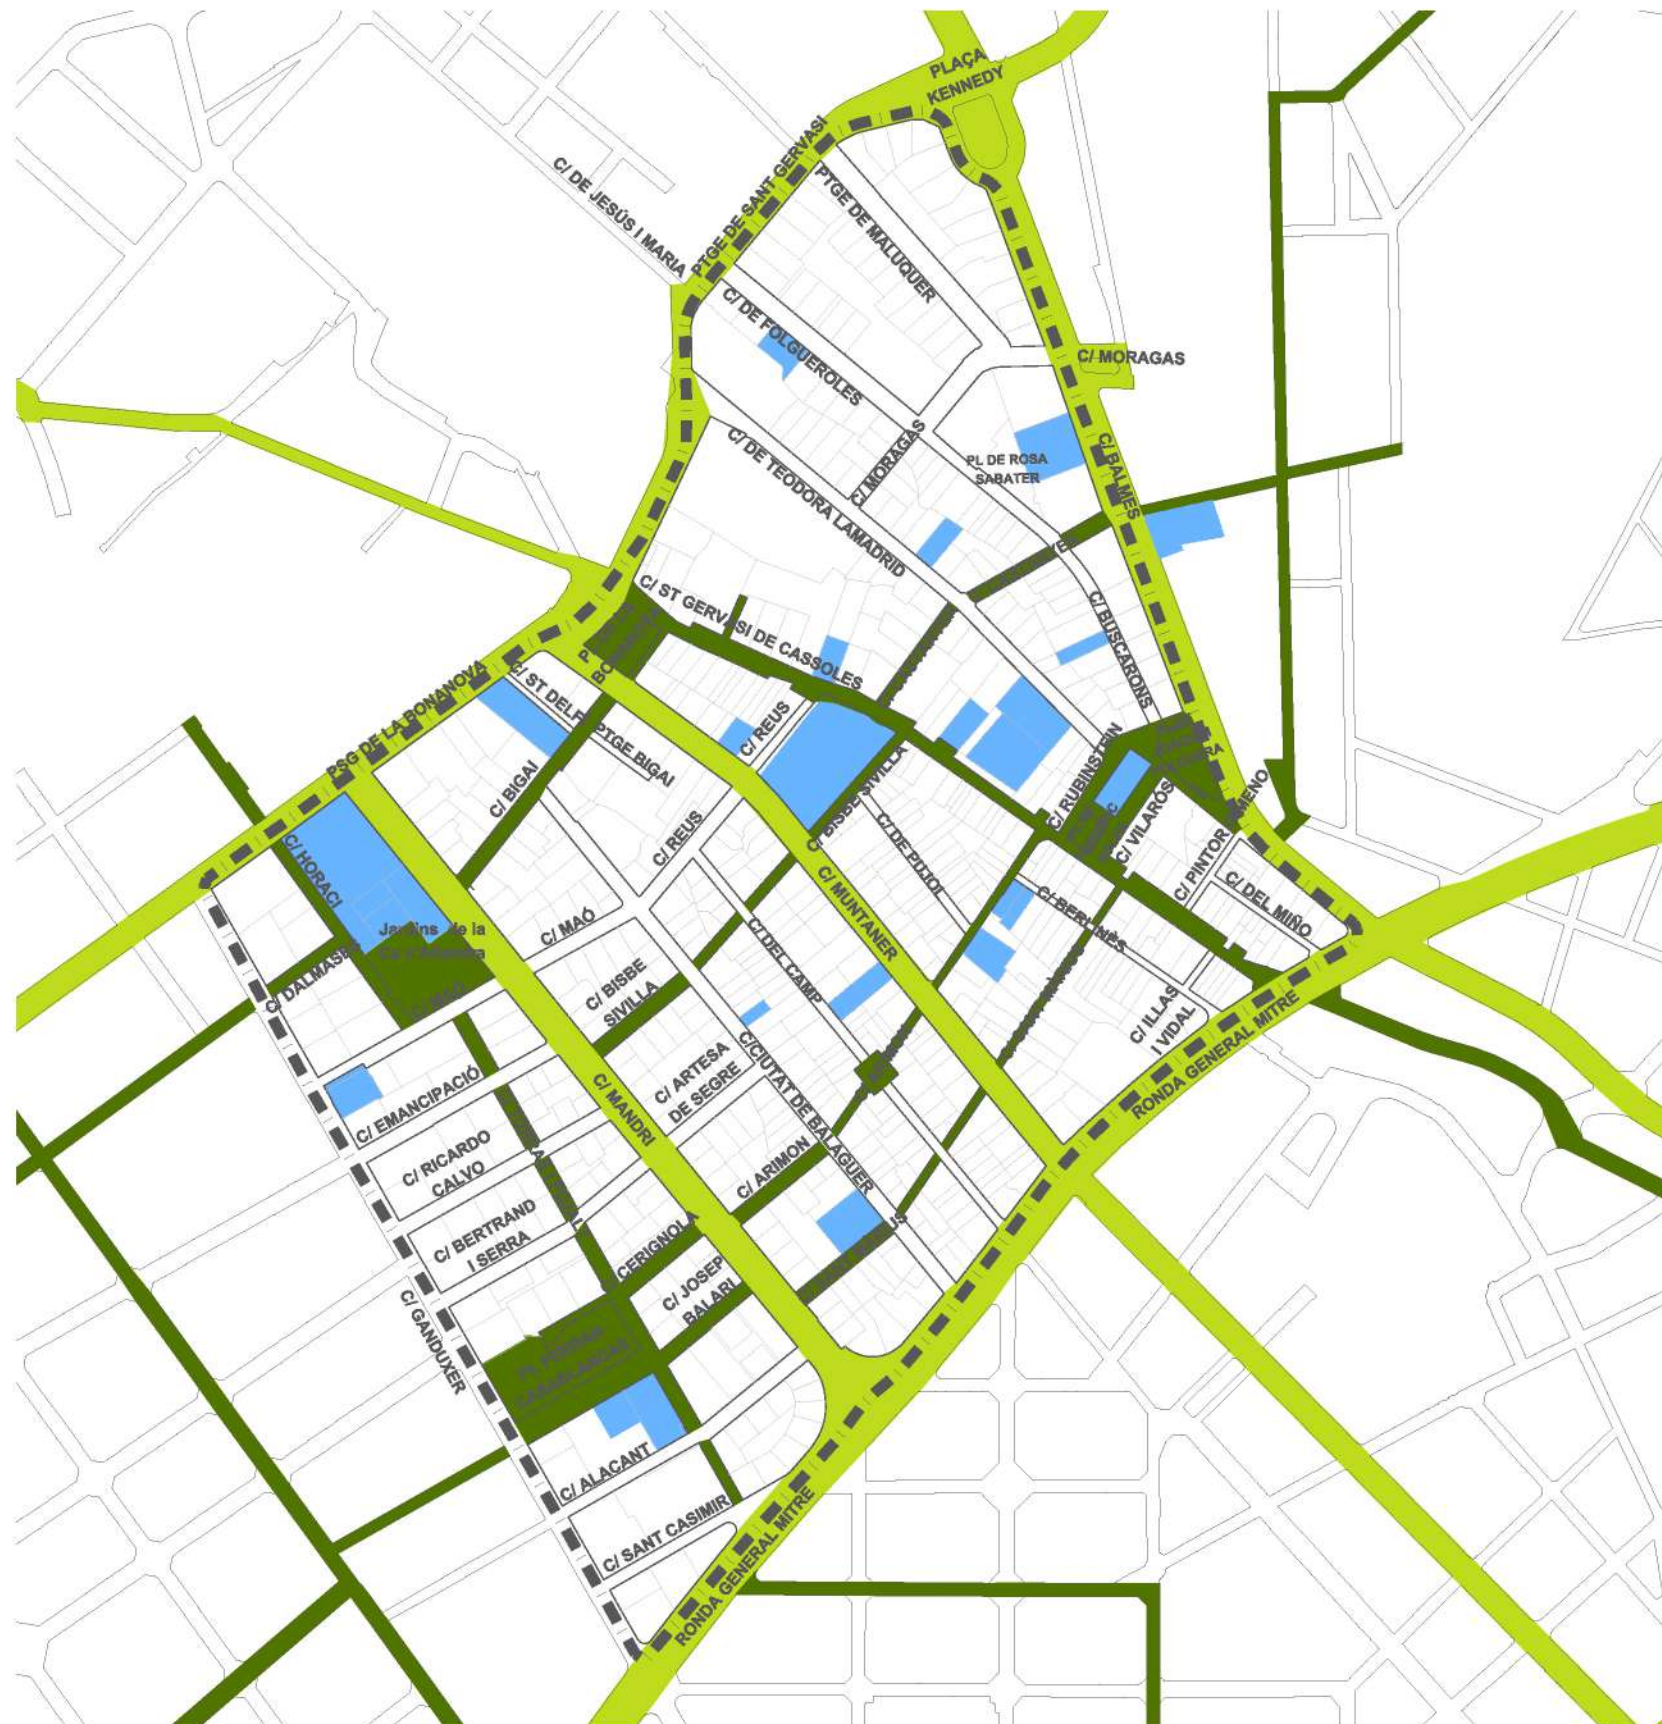 PLAÇA
KENNEDY
PTGE DE SANT GERVASI
C/ DE JESÚS I MARIA
PTGE DE MALUQUER
C/ DE FOLGUEROLES
C/ MORAGAS
C/ MORAGAS
C/ BALMES
PL DE ROSA
SABATER
C/ DE TEODORA LAMADRID
C/ ST GERVASI DE CASSOLES
C/ BUSCARONS
PSG DE LA BONANOVA
C/ ST DELF
PTGE BIGAI
C/ REUS
C/ BIGAI
C/ RUBINSTEIN
C/ BISBE SIVILLA
C/ REUS
C/ DE PUJOL
C/ VILARÓS
C/ PINTOR
C/ HORACI
C/ MUNTANER
C/ BERLINÈS
C/ DEL MIÑO
C/ MAÓ
Jardins de la
C/ DALMASES
C/ DEL CAMP
C/ BISBE
SIVILLA
C/ ILLAS
I VIDAL
RONDA GENERAL MITRE
C/ ARTESA
DE SEGRE
C/CIUTAT DE BALAGUER
C/ EMANCIPACIÓ
C/ MANDRI
C/ RICARDO
CALVO
C/ ARIMON
C/ BERTRAND
I SERRA
CERIGNOLA
C/ JOSEP
BALARI
C/ GANDUXER
PL FERRAN
CASABLANCAS
C/ ALACANT
C/ SANT CASIMIR
RONDA GENERAL MITRE